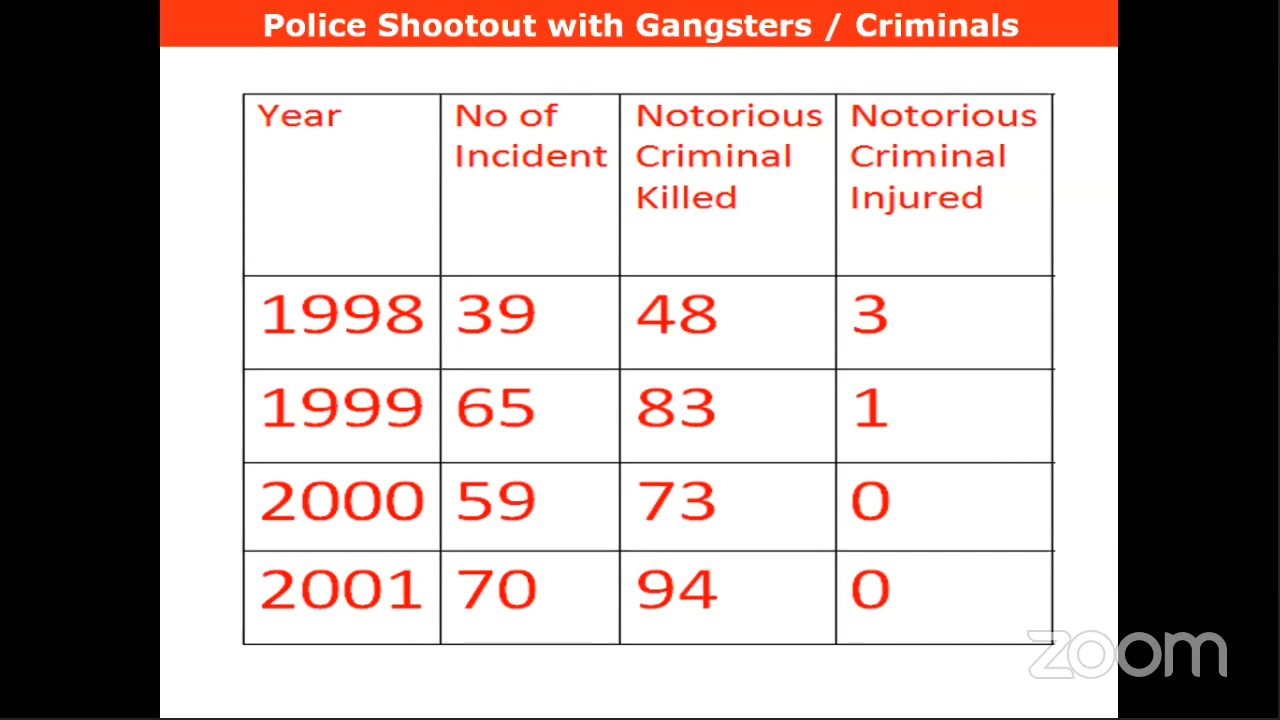 Police Shootout with Gangsters / Criminals
Year
No of
Incident
Notorious
Criminal
Killed
Notorious
Criminal
Injured
1998 39 48 3
1999 65 83 1
2000 59 73 0
2001 70 94 0
zoom